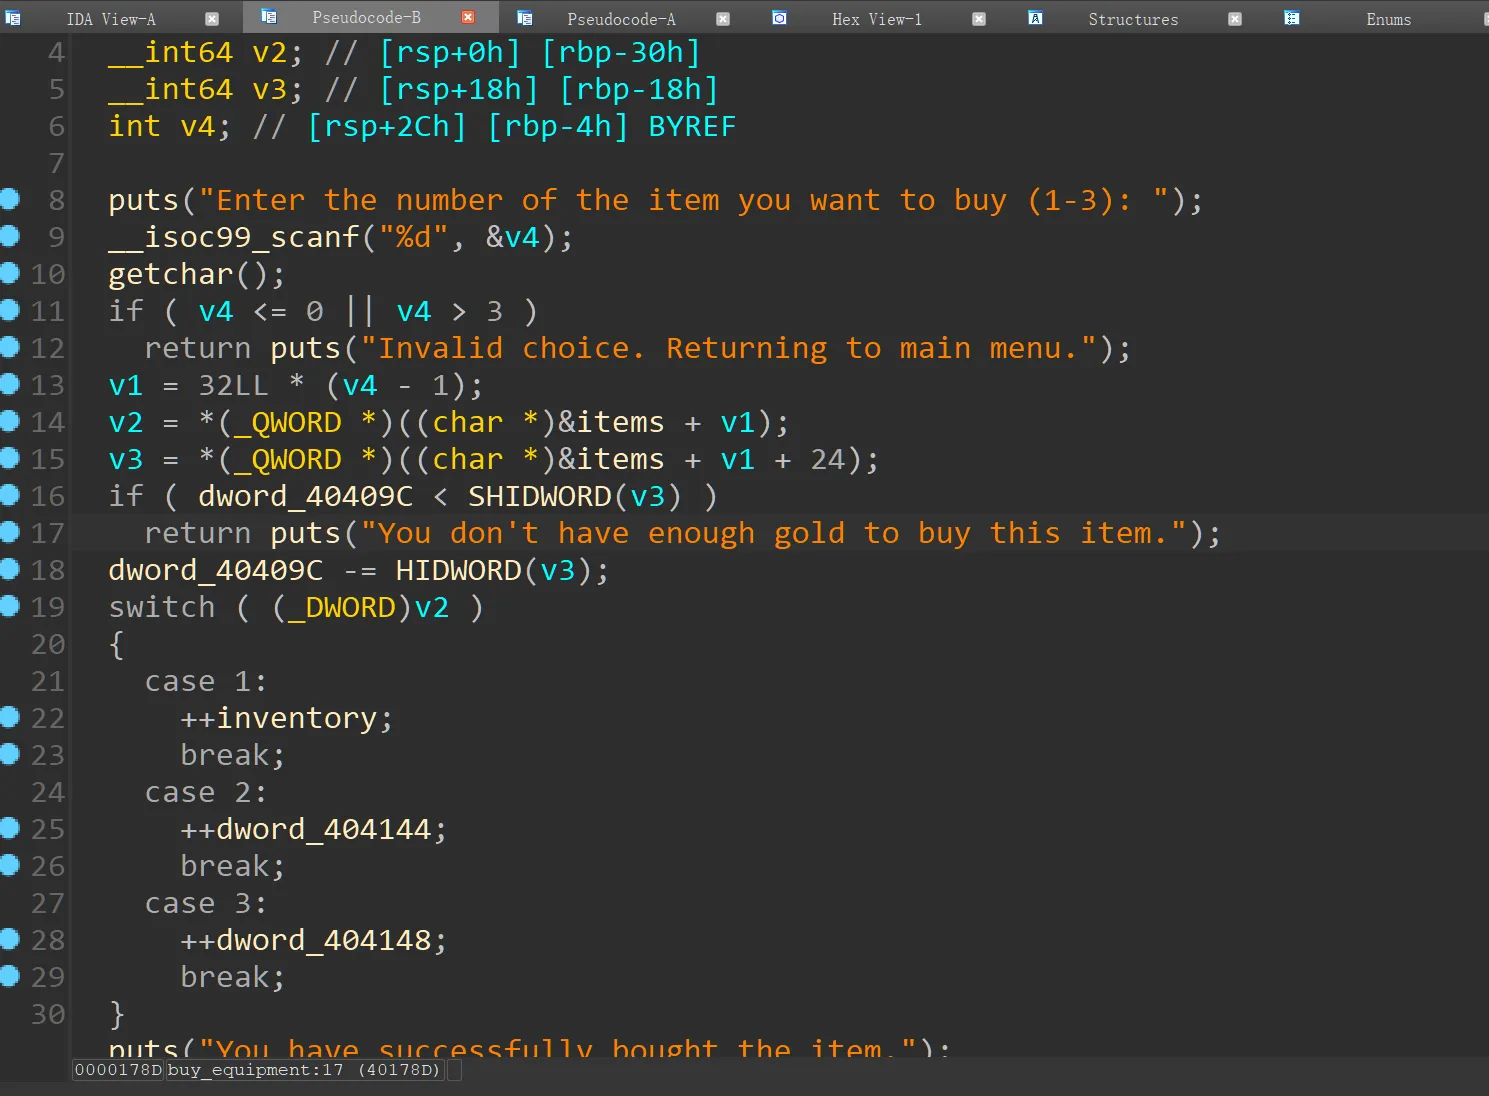 IDA View-A Pseudocode-B Pseudocode-A Hex View-1 Structures Enums
4 __int64 v2; // [rsp+0h] [rbp-30h]
5 __int64 v3; // [rsp+18h] [rbp-18h]
6 int v4; // [rsp+2Ch] [rbp-4h] BYREF
7
8 puts("Enter the number of the item you want to buy (1-3): ");
9 __isoc99_scanf("%d", &v4);
10 getchar();
11 if ( v4 <= 0 || v4 > 3 )
12 return puts("Invalid choice. Returning to main menu.");
13 v1 = 32LL * (v4 - 1);
14 v2 = *(_QWORD *)((char *)&items + v1);
15 v3 = *(_QWORD *)((char *)&items + v1 + 24);
16 if ( dword_40409C < SHIDWORD(v3) )
17 return puts("You don't have enough gold to buy this item.");
18 dword_40409C -= HIDWORD(v3);
19 switch ( (_DWORD)v2 )
20 {
21 case 1:
22 ++inventory;
23 break;
24 case 2:
25 ++dword_404144;
26 break;
27 case 3:
28 ++dword_404148;
29 break;
30 }
puts("You have successfully bought the item.");
0000178D buy_equipment:17 (40178D)